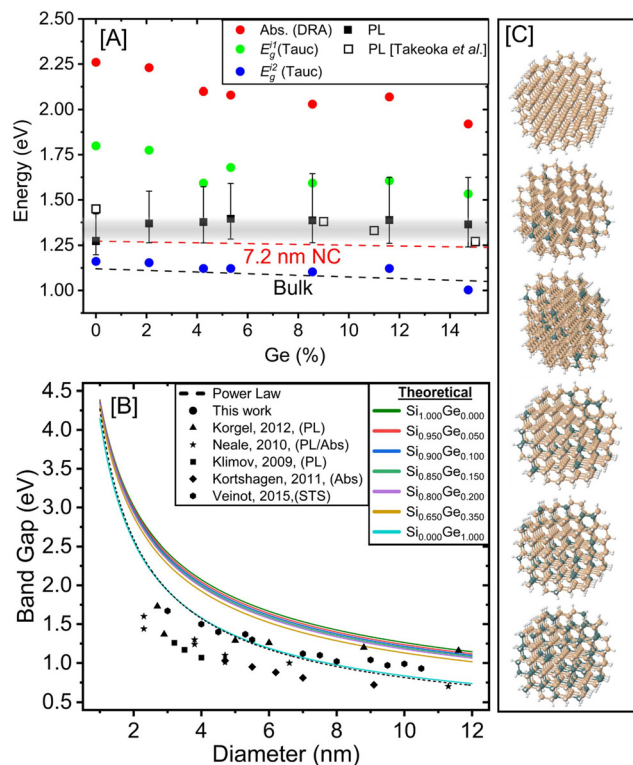 [A]
Abs. (DRA)
E_g^i1 (Tauc)
E_g^i2 (Tauc)
PL
PL [Takeoka et al.]
2.50
2.25
2.00
1.75
1.50
1.25
1.00
Energy (eV)
7.2 nm NC
Bulk
0 2 4 6 8 10 12 14
Ge (%)
[B]
Power Law
This work
Korgel, 2012, (PL)
Neale, 2010, (PL/Abs)
Klimov, 2009, (PL)
Kortshagen, 2011, (Abs)
Veinot, 2015,(STS)
Theoretical
Si1.000Ge0.000
Si0.950Ge0.050
Si0.900Ge0.100
Si0.850Ge0.150
Si0.800Ge0.200
Si0.650Ge0.350
Si0.000Ge1.000
4.5
4.0
3.5
3.0
2.5
2.0
1.5
1.0
0.5
Band Gap (eV)
2 4 6 8 10 12
Diameter (nm)
[C]